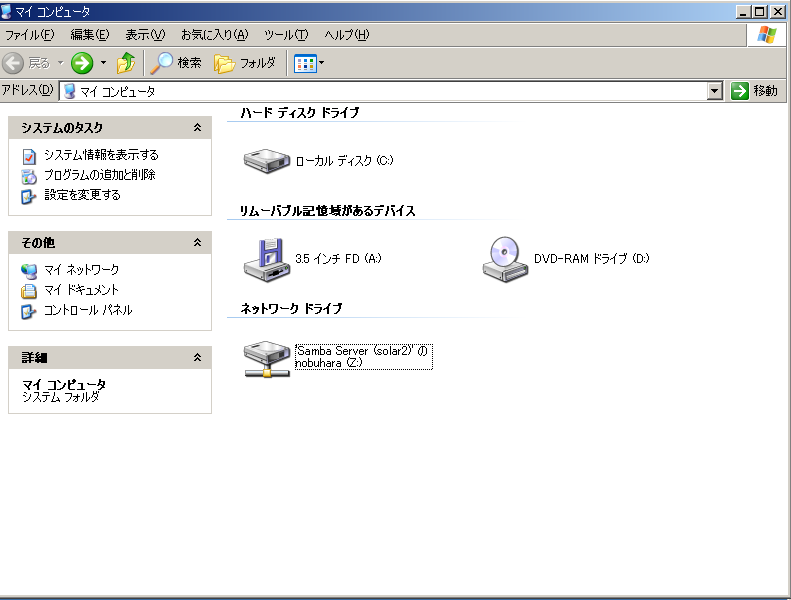 マイ コンピュータ
ファイル(F) 編集(E) 表示(V) お気に入り(A) ツール(T) ヘルプ(H)
戻る 検索 フォルダ
アドレス(D) マイ コンピュータ 移動
システムのタスク
システム情報を表示する
プログラムの追加と削除
設定を変更する
その他
マイ ネットワーク
マイ ドキュメント
コントロール パネル
詳細
マイ コンピュータ
システム フォルダ
ハード ディスク ドライブ
ローカル ディスク (C:)
リムーバブル記憶域があるデバイス
3.5 インチ FD (A:)
DVD-RAM ドライブ (D:)
ネットワーク ドライブ
'Samba Server (solar2)' の
nobuhara (Z:)